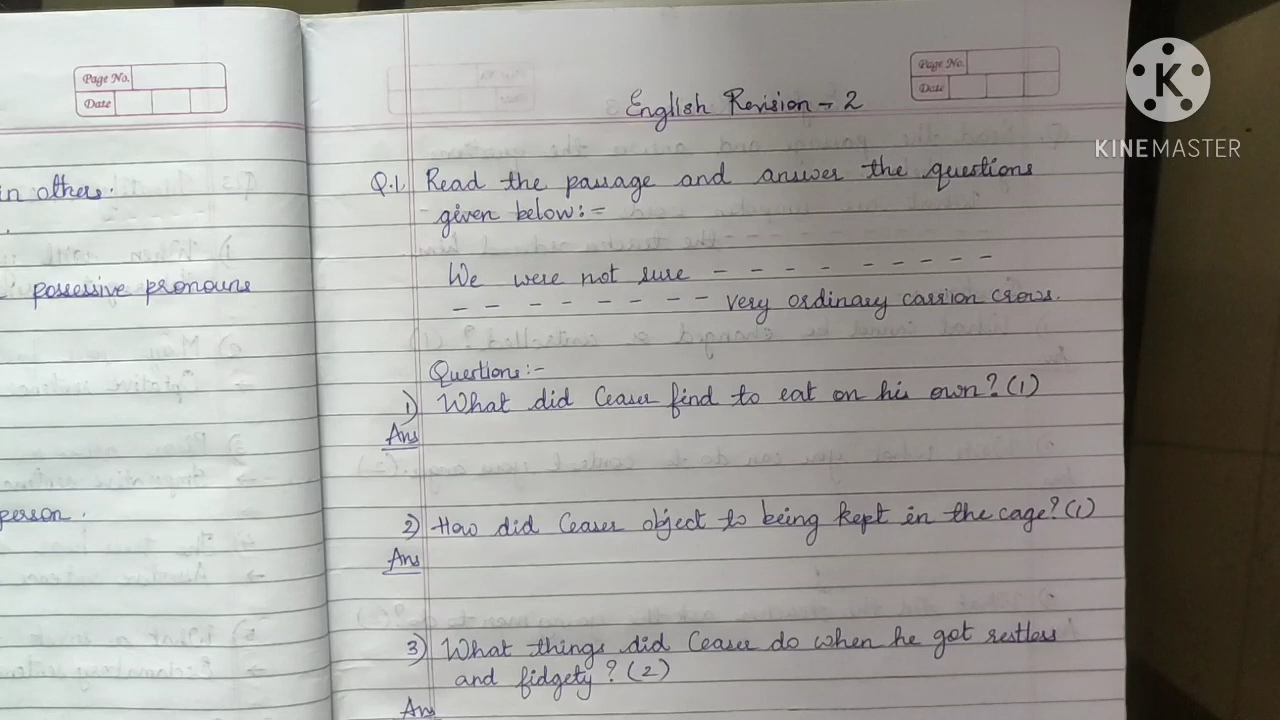 Page No.
Date
in others.
possessive pronouns
person.
Page No.
Date
K
KINEMASTER
English Revision - 2
Q.1. Read the passage and answer the questions
given below:-
We were not sure - - - - - - - - -
- - - - - - - - - very ordinary carrion crows.
Questions:-
1) What did Ceaser find to eat on his own? (1)
Ans
2) How did Ceaser object to being kept in the cage? (1)
Ans
3) What things did Ceaser do when he got restless
and fidgety? (2)
Ans